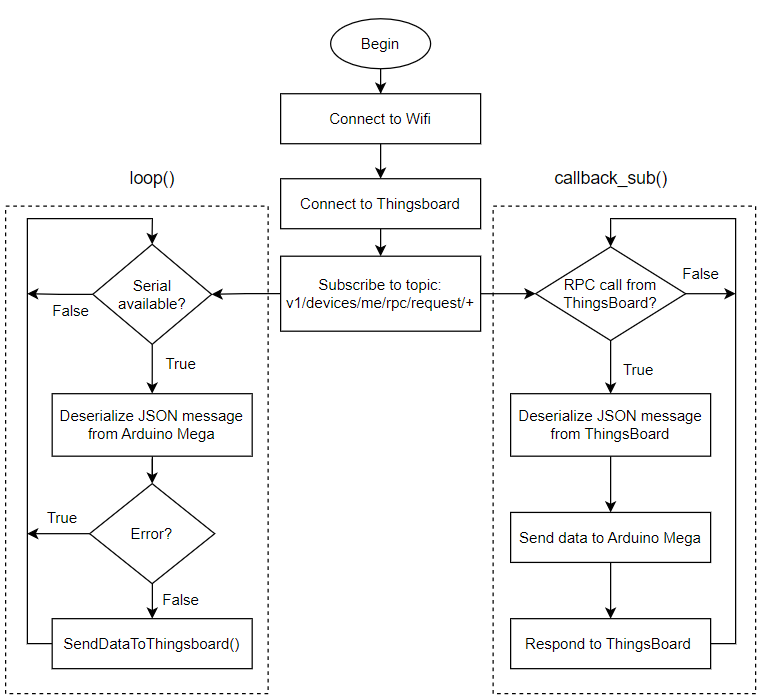 Begin
Connect to Wifi
Connect to Thingsboard
Subscribe to topic:
v1/devices/me/rpc/request/+
loop()
Serial
available?
False
True
Deserialize JSON message
from Arduino Mega
Error?
True
False
SendDataToThingsboard()
callback_sub()
RPC call from
ThingsBoard?
False
True
Deserialize JSON message
from ThingsBoard
Send data to Arduino Mega
Respond to ThingsBoard